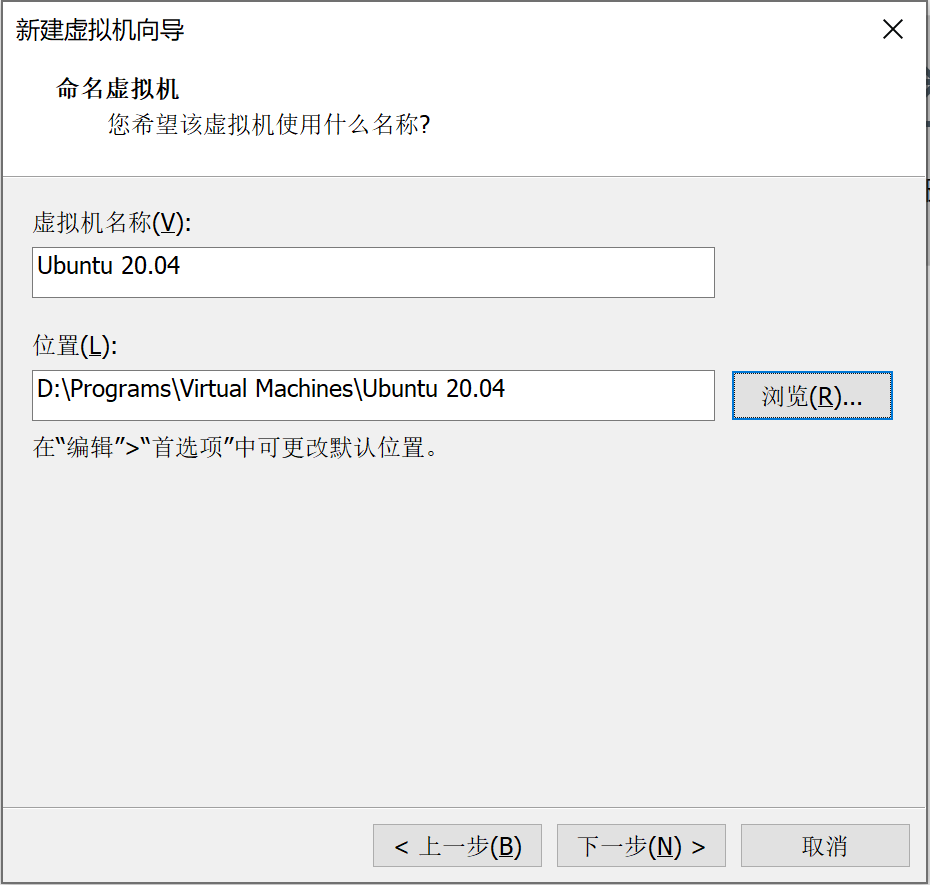 新建虚拟机向导
命名虚拟机
您希望该虚拟机使用什么名称?
虚拟机名称(V):
Ubuntu 20.04
位置(L):
D:\Programs\Virtual Machines\Ubuntu 20.04
浏览(R)...
在“编辑”>“首选项”中可更改默认位置。
< 上一步(B)
下一步(N) >
取消